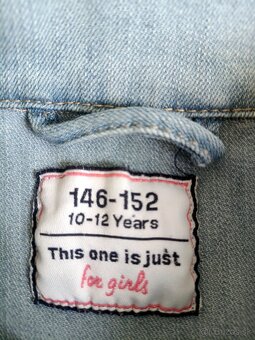 146-152
10-12 Years
This one is just
for girls